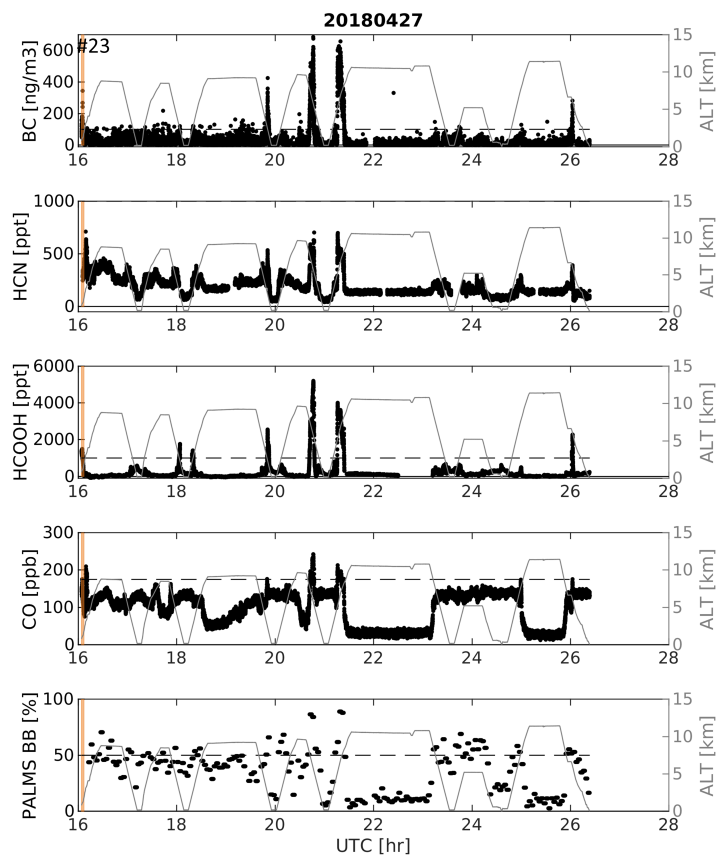 20180427
#23
BC [ng/m3]
600
400
200
0
15
10
5
0
ALT [km]
16 18 20 22 24 26 28
HCN [ppt]
1000
500
0
15
10
5
0
ALT [km]
16 18 20 22 24 26 28
HCOOH [ppt]
6000
4000
2000
0
15
10
5
0
ALT [km]
16 18 20 22 24 26 28
CO [ppb]
300
200
100
0
15
10
5
0
ALT [km]
16 18 20 22 24 26 28
PALMS BB [%]
100
50
0
15
10
5
0
ALT [km]
16 18 20 22 24 26 28
UTC [hr]